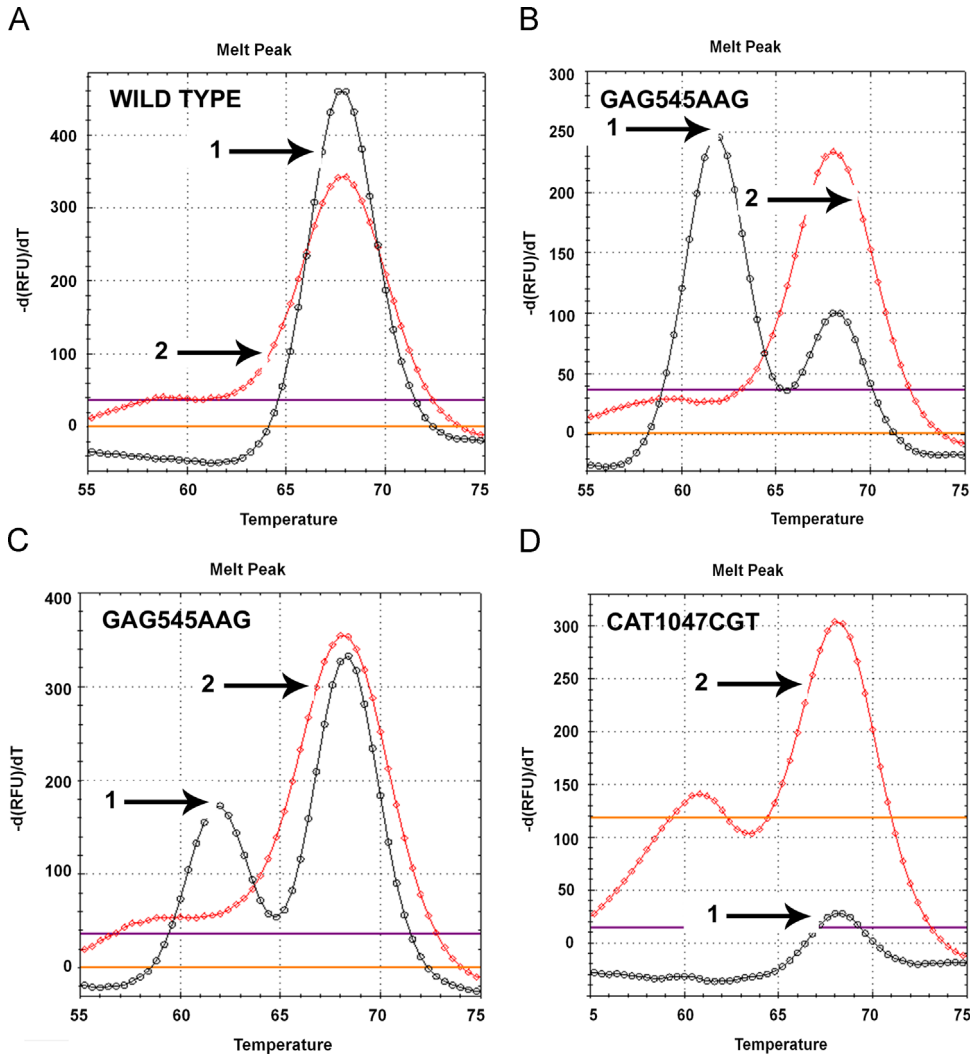 A
Melt Peak
WILD TYPE
1
2
400
300
200
100
0
-d(RFU)/dT
55 60 65 70 75
Temperature
B
Melt Peak
GAG545AAG
1
2
300
250
200
150
100
50
0
-d(RFU)/dT
55 60 65 70 75
Temperature
C
Melt Peak
GAG545AAG
2
1
400
300
200
100
0
-d((RFU)/dT
55 60 65 70 75
Temperature
D
Melt Peak
CAT1047CGT
2
1
300
250
200
150
100
50
0
-d(RFU)/dT
5 60 65 70 75
Temperature